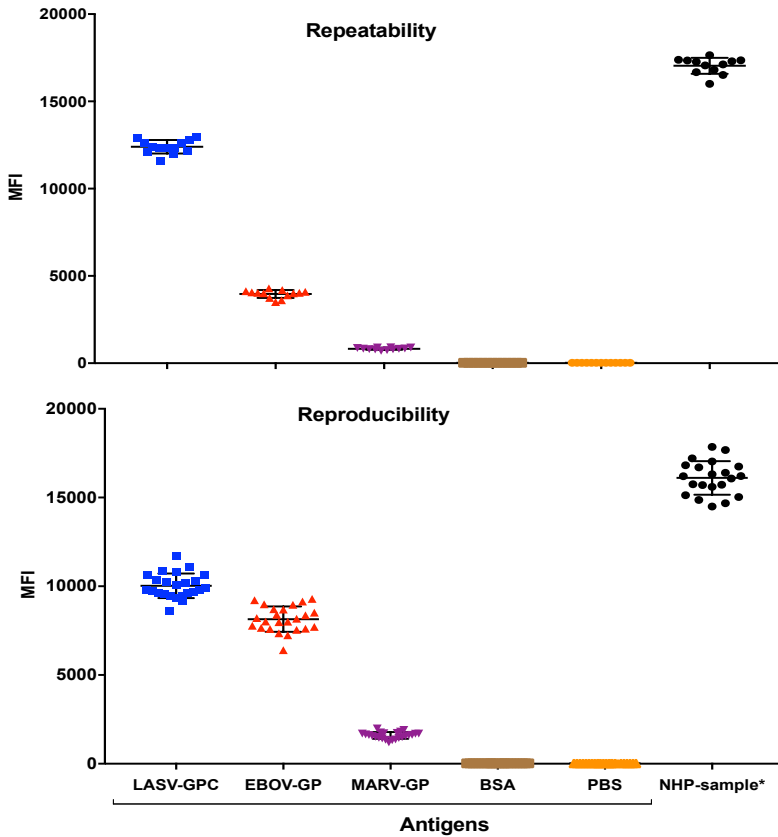 Repeatability
MFI
20000
15000
10000
5000
0
Reproducibility
MFI
20000
15000
10000
5000
0
LASV-GPC EBOV-GP MARV-GP BSA PBS NHP-sample*
Antigens